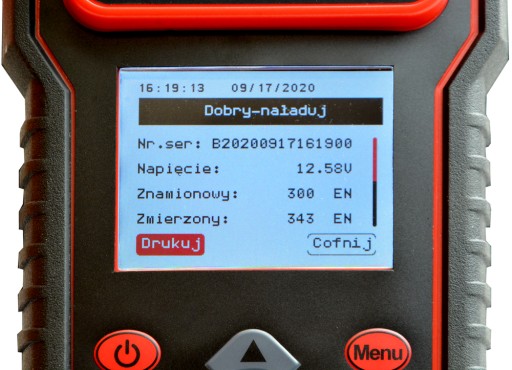 16:19:13 09/17/2020
Dobry-naładuj
Nr.ser: B20200917161900
Napięcie: 12.58V
Znamionowy: 300 EN
Zmierzony: 343 EN
Drukuj Cofnij
Menu